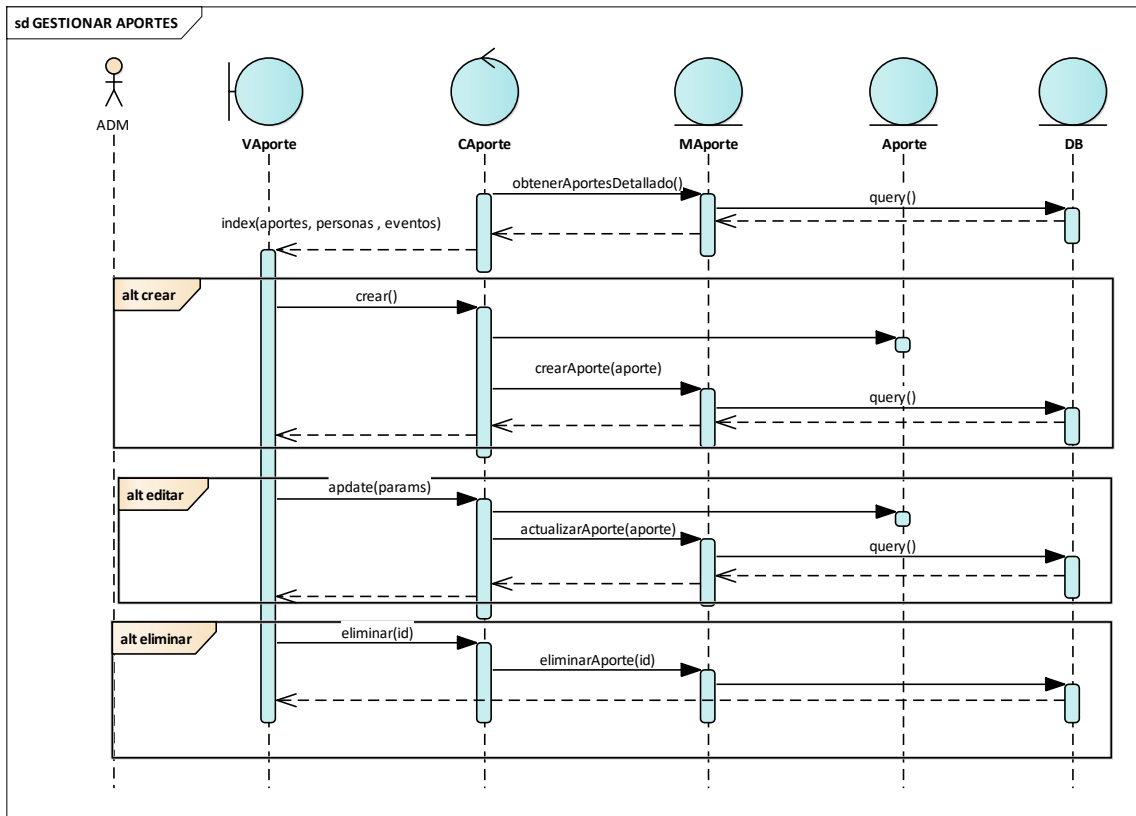 sd GESTIONAR APORTES
ADM
VAporte
CAporte
MAporte
Aporte
DB
obtenerAportesDetallado()
query()
index(aportes, personas , eventos)
alt crear
crear()
crearAporte(aporte)
query()
alt editar
apdate(params)
actualizarAporte(aporte)
query()
alt eliminar
eliminar(id)
eliminarAporte(id)